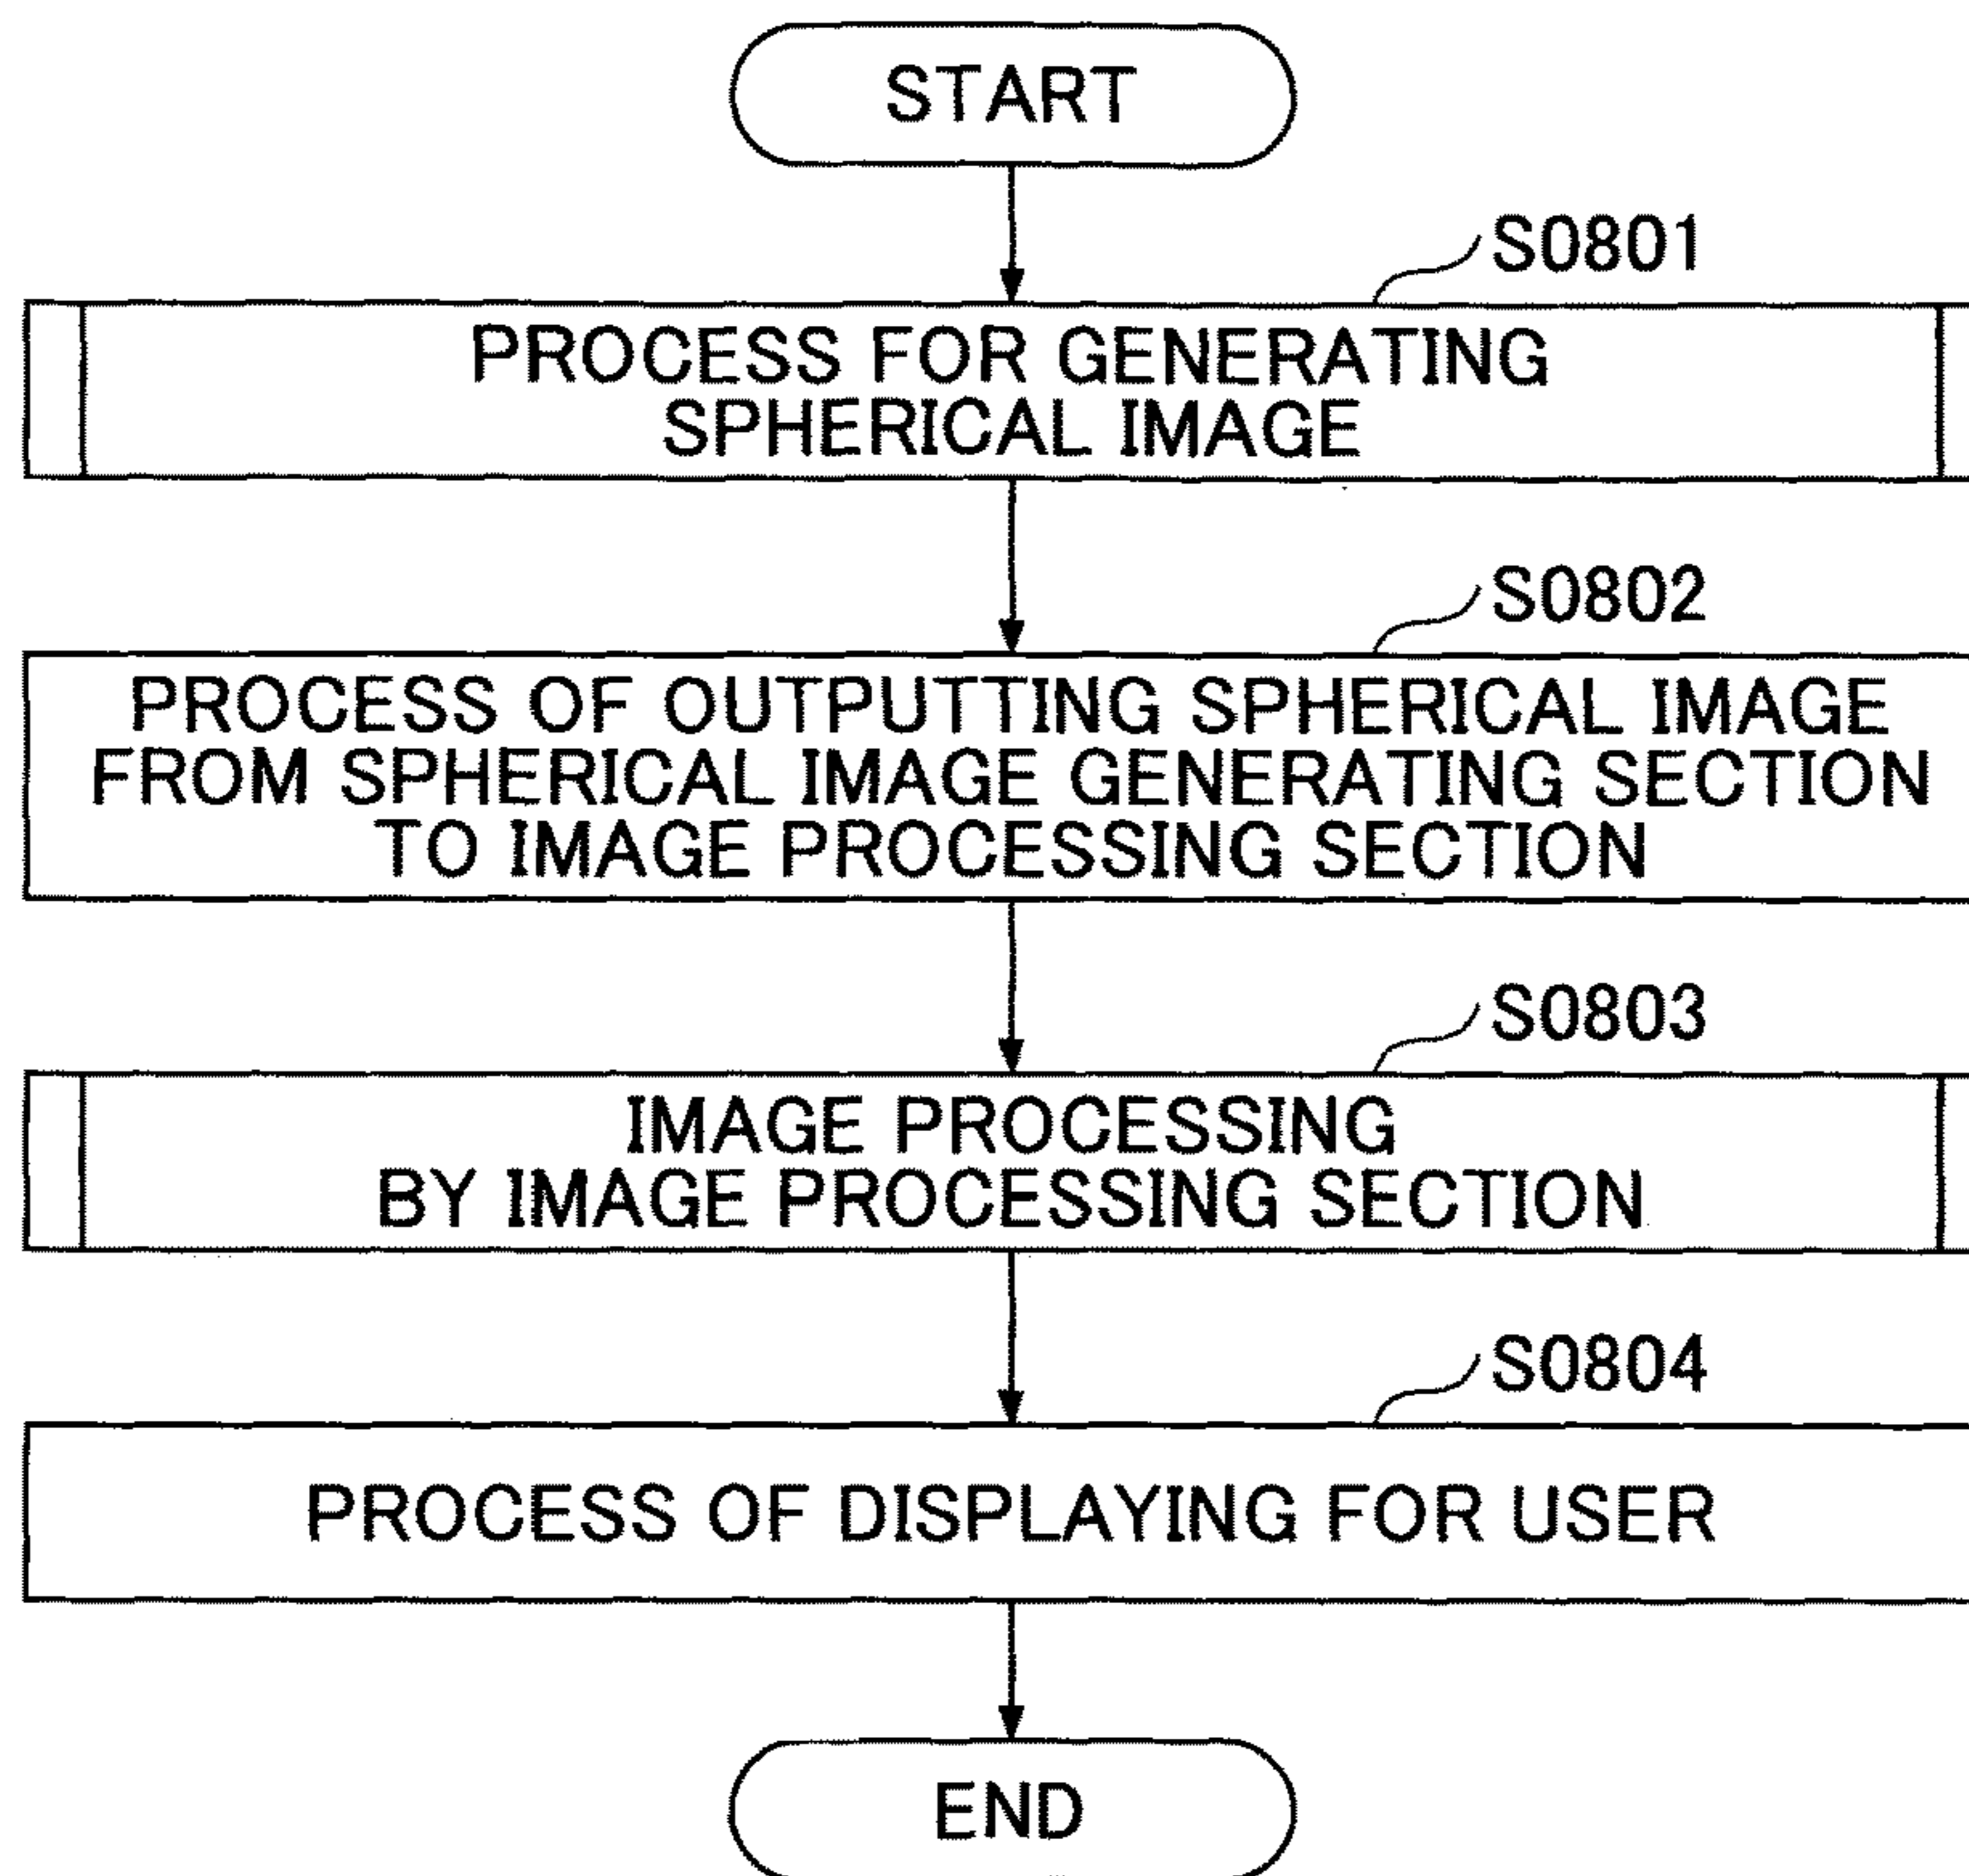 START
S0801
PROCESS FOR GENERATING
SPHERICAL IMAGE
S0802
PROCESS OF OUTPUTTING SPHERICAL IMAGE
FROM SPHERICAL IMAGE GENERATING SECTION
TO IMAGE PROCESSING SECTION
S0803
IMAGE PROCESSING
BY IMAGE PROCESSING SECTION
S0804
PROCESS OF DISPLAYING FOR USER
END